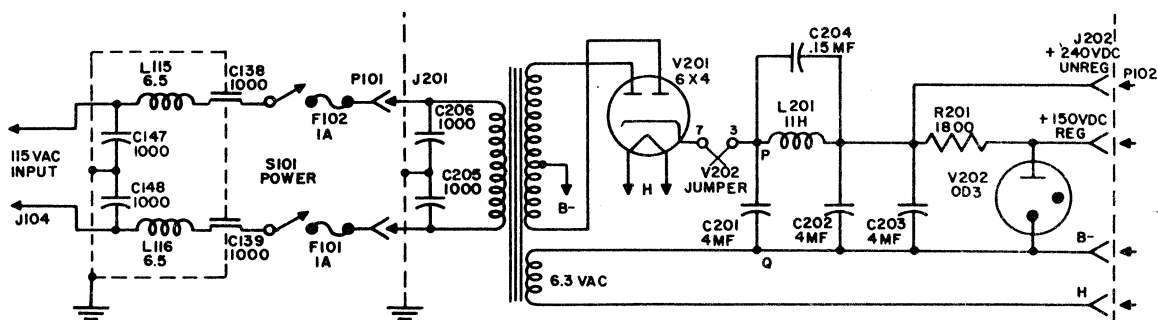 115 VAC
INPUT
J104
C147
1000
C148
1000
L115
6.5
L116
6.5
C138
1000
C139
1000
S101
POWER
F102
1A
F101
1A
P101
J201
C206
1000
C205
1000
B-
V201
6X4
H
7
3
V202
JUMPER
6.3 VAC
C204
.15MF
L201
11H
P
Q
C201
4MF
C202
4MF
C203
4MF
R201
1800
V202
OD3
J202
+240VDC
UNREG
P102
+150VDC
REG
B-
H